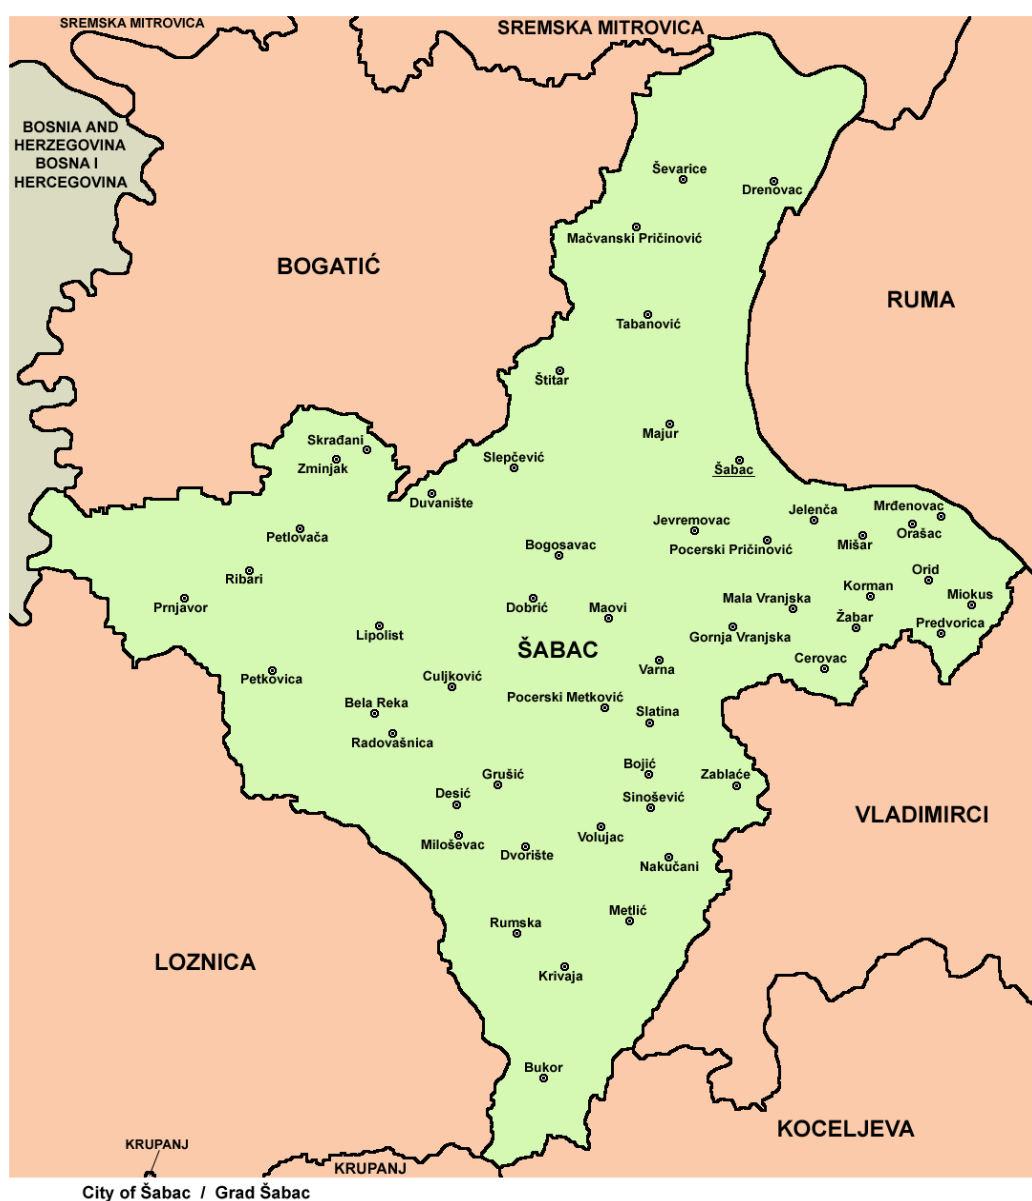 SREMSKA MITROVICA
SREMSKA MITROVICA
BOSNIA AND
HERZEGOVINA
BOSNA I
HERCEGOVINA
Ševarice
Drenovac
Mačvanski Pričinović
BOGATIĆ
RUMA
Tabanović
Štitar
Majur
Skrađani
Zminjak
Slepčević
Šabac
Duvanište
Mrđenovac
Jelenča
Orašac
Jevremovac
Petlovača
Mišar
Pocerski Pričinović
Bogosavac
Ribari
Orid
Korman
Miokus
Prnjavor
Dobrić
Maovi
Mala Vranjska
Žabar
Predvorica
Lipolist
Gornja Vranjska
ŠABAC
Cerovac
Varna
Petkovica
Culjković
Pocerski Metković
Bela Reka
Slatina
Radovašnica
Bojić
Grušić
Zablaće
Desić
Sinošević
VLADIMIRCI
Volujac
Miloševac
Dvorište
Nakučani
Metlić
Rumska
LOZNICA
Krivaja
Bukor
KOCELJEVA
KRUPANJ
KRUPANJ
City of Šabac / Grad Šabac